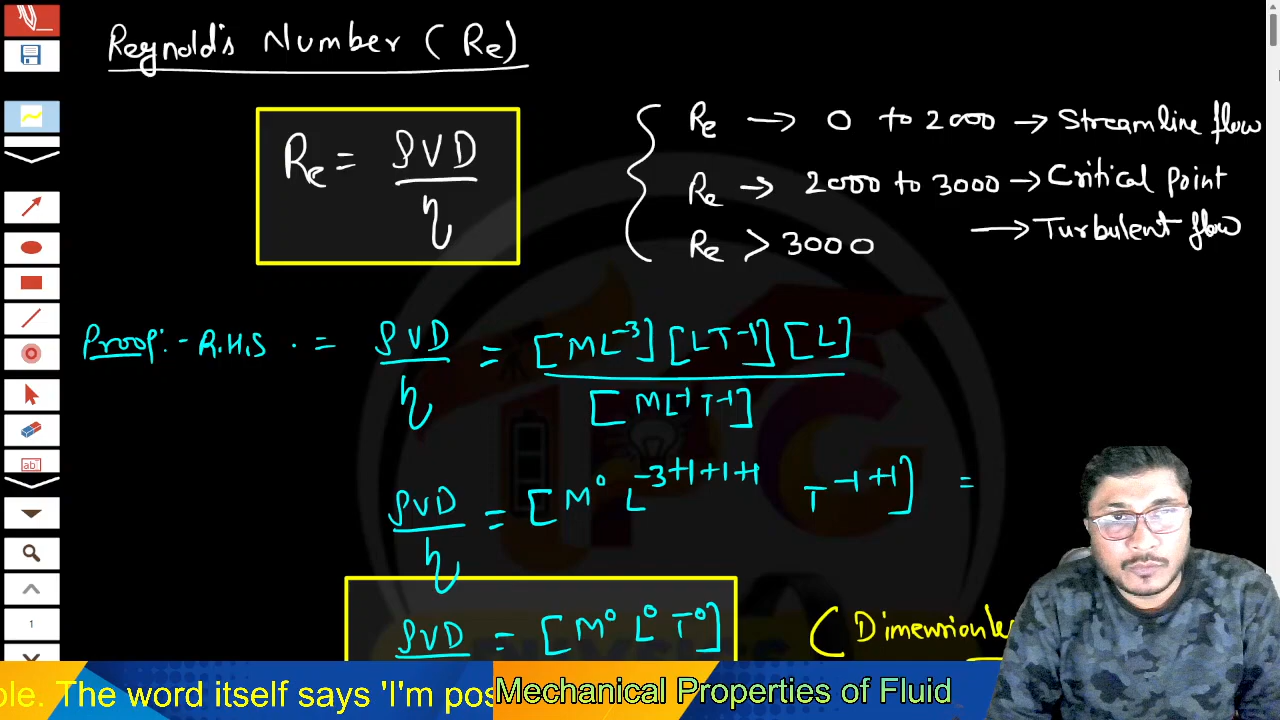 Reynold's Number (Re)
Re = ρVD / η
Re → 0 to 2000 → Streamline flow
Re → 2000 to 3000 → Critical point
Re > 3000 → Turbulent flow
Proof:- R.H.S = ρVD / η = [ML⁻³] [LT⁻¹] [L] / [ML⁻¹T⁻¹]
ρVD / η = [M⁰ L⁻³⁺¹⁺¹⁺¹ T⁻¹⁺¹] =
ρVD = [M⁰ L⁰ T⁰]
(Dimensionle
ab
1
ple. The word itself says 'I'm pos
Mechanical Properties of Fluid